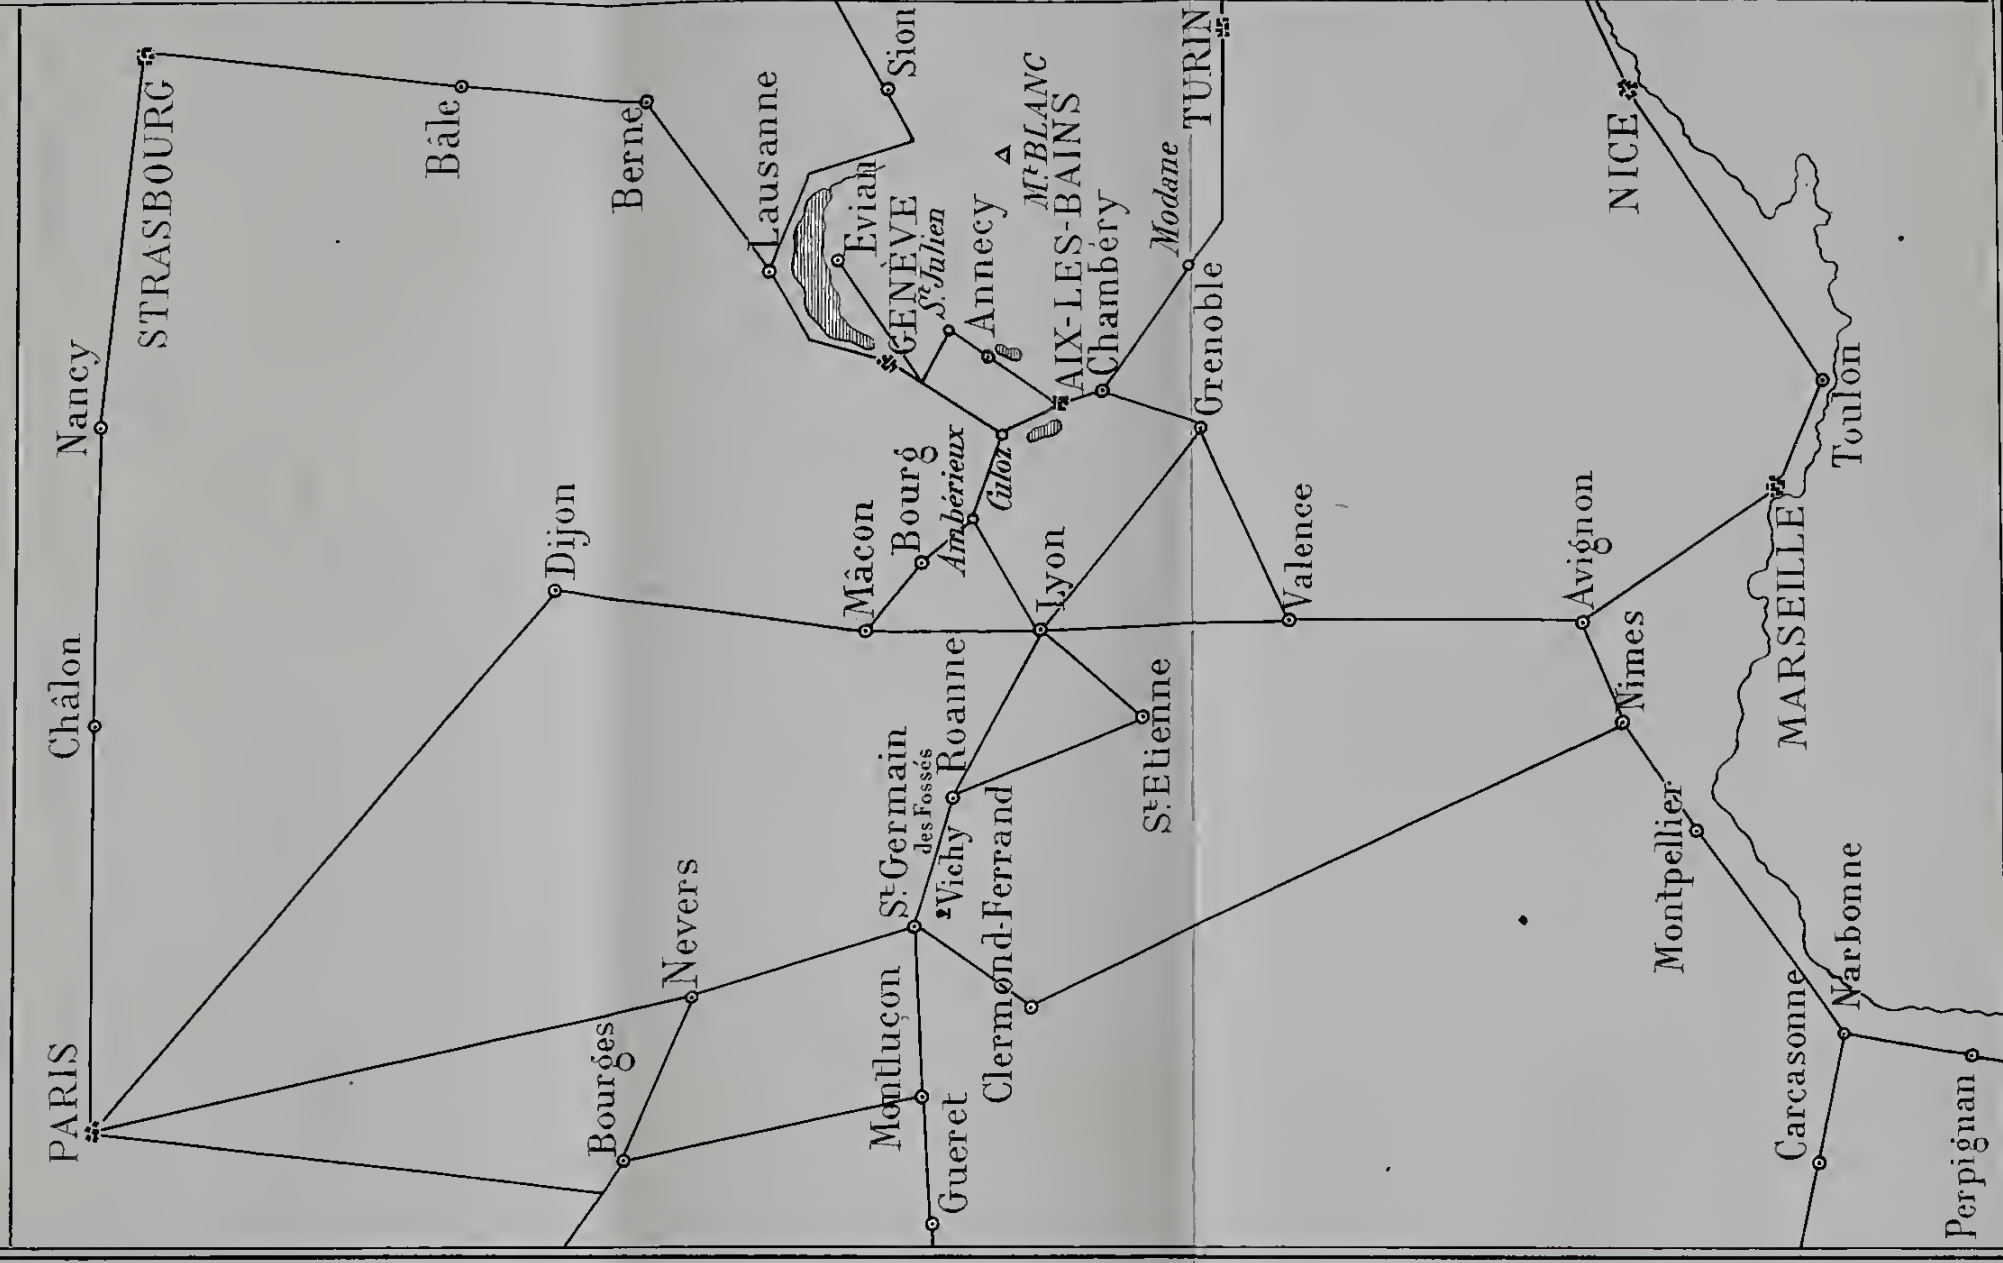 PARIS
Châlon
Nancy
STRASBOURG
Bâle
Berne
Dijon
Bourges
Nevers
Lausanne
Sion
Evian
GENÈVE
St. Julien
Annecy
Mt. BLANC
AIX-LES-BAINS
Chambéry
Modane
TURIN
Mâcon
Bourg
Ambérieux
Culoz
Lyon
Grenoble
St. Germain
des Fossés
Roanne
Vichy
Montluçon
Gueret
Clermond-Ferrand
St. Etienne
Valence
Avignon
Nimes
Montpellier
NICE
Toulon
MARSEILLE
Narbonne
Carcasonne
Perpignan